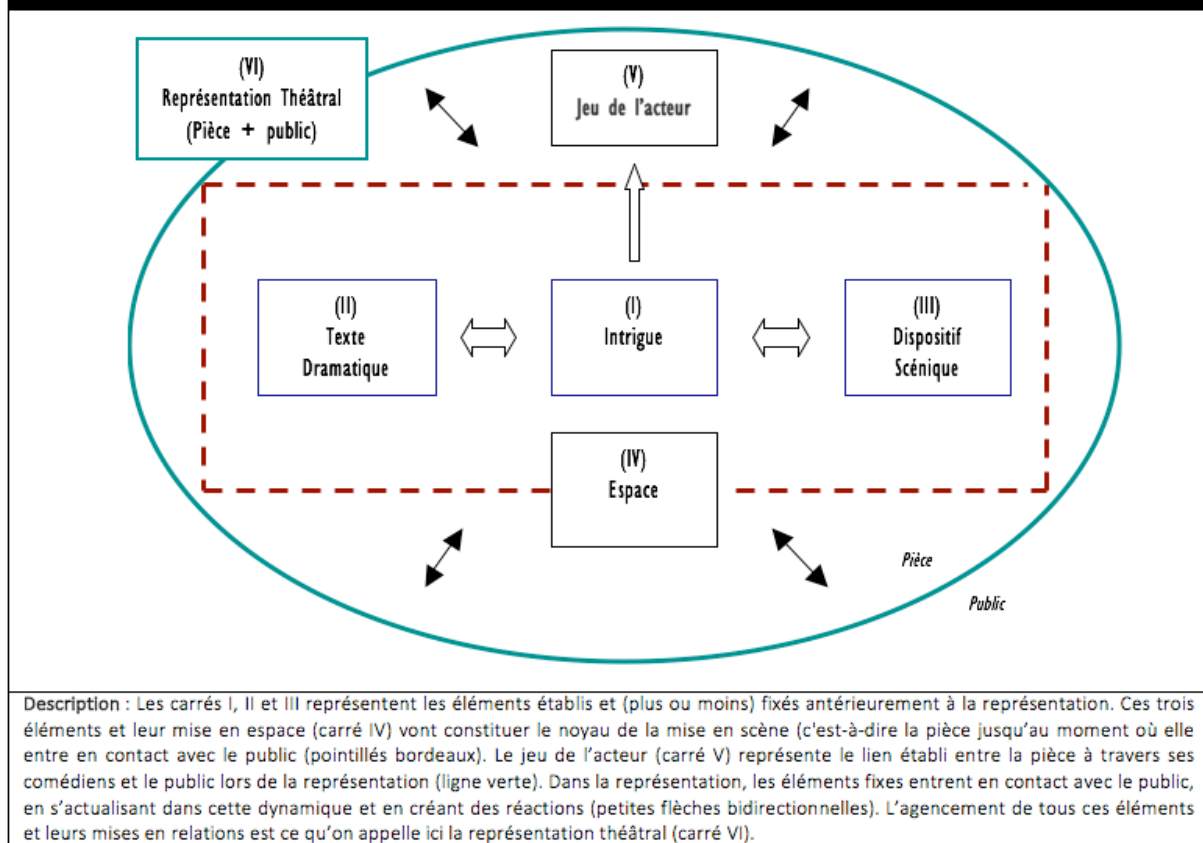 (VI)
Représentation Théâtral
(Pièce + public)
(V)
Jeu de l'acteur
(II)
Texte
Dramatique
(I)
Intrigue
(III)
Dispositif
Scénique
(IV)
Espace
Pièce
Public
Description : Les carrés I, II et III représentent les éléments établis et (plus ou moins) fixés antérieurement à la représentation. Ces trois
éléments et leur mise en espace (carré IV) vont constituer le noyau de la mise en scène (c'est-à-dire la pièce jusqu'au moment où elle
entre en contact avec le public (pointillés bordeaux). Le jeu de l'acteur (carré V) représente le lien établi entre la pièce à travers ses
comédiens et le public lors de la représentation (ligne verte). Dans la représentation, les éléments fixes entrent en contact avec le public,
en s'actualisant dans cette dynamique et en créant des réactions (petites flèches bidirectionnelles). L'agencement de tous ces éléments
et leurs mises en relations est ce qu'on appelle ici la représentation théâtral (carré VI).